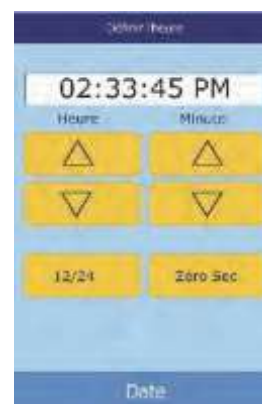 Définir l'heure
02:33:45 PM
Heure Minute
12/24 Zéro Sec
Date